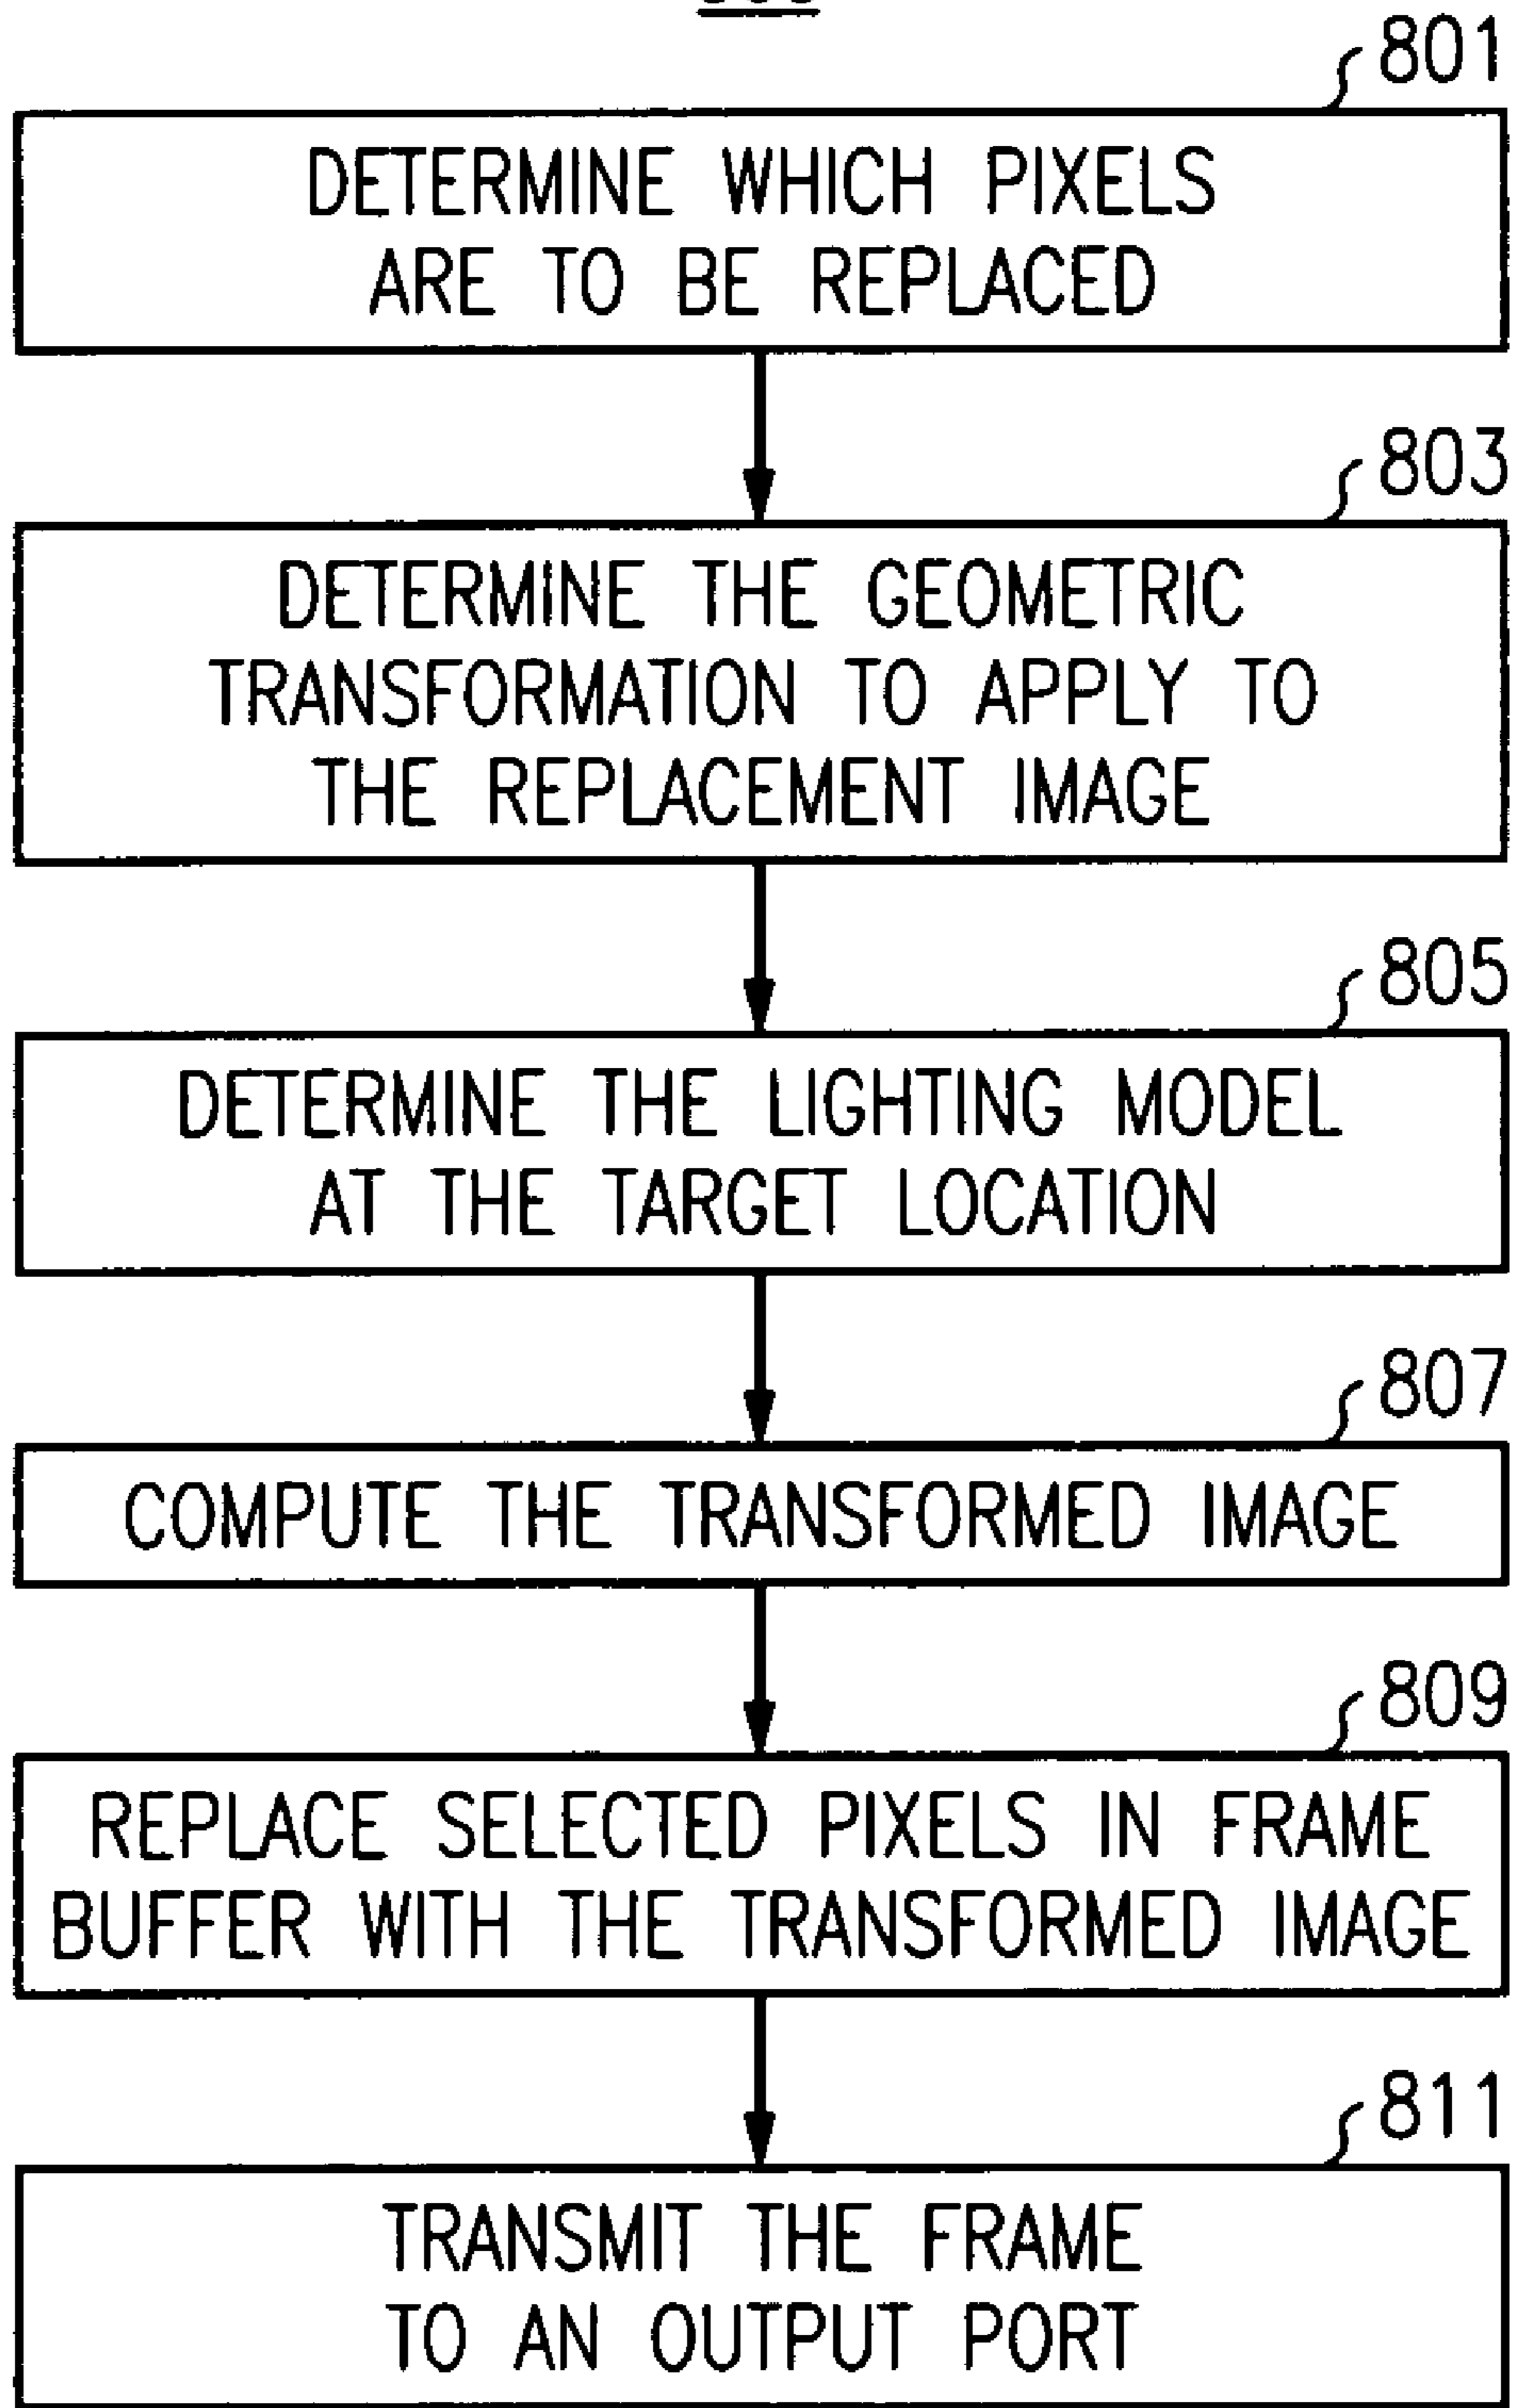 801
DETERMINE WHICH PIXELS
ARE TO BE REPLACED
803
DETERMINE THE GEOMETRIC
TRANSFORMATION TO APPLY TO
THE REPLACEMENT IMAGE
805
DETERMINE THE LIGHTING MODEL
AT THE TARGET LOCATION
807
COMPUTE THE TRANSFORMED IMAGE
809
REPLACE SELECTED PIXELS IN FRAME
BUFFER WITH THE TRANSFORMED IMAGE
811
TRANSMIT THE FRAME
TO AN OUTPUT PORT